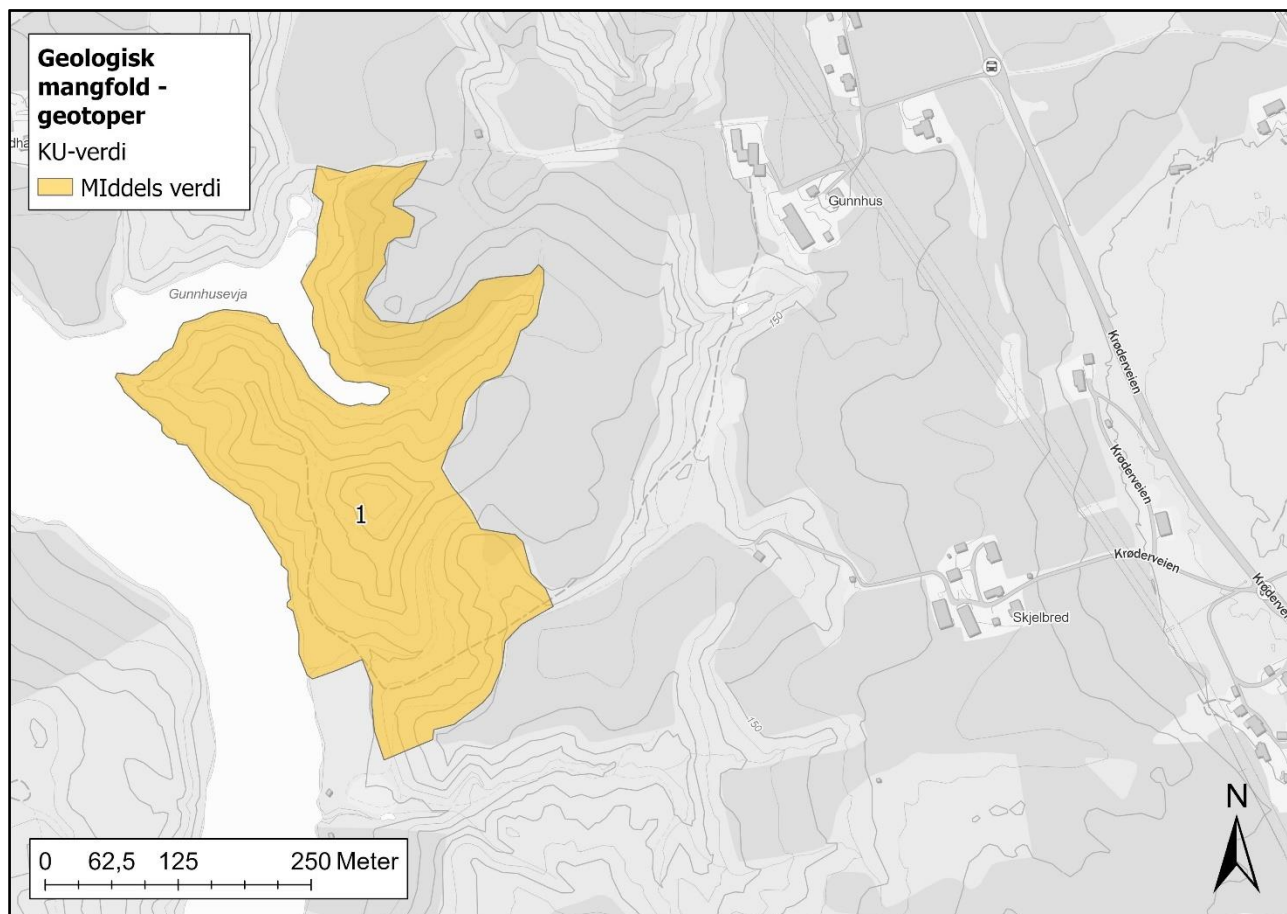 Geologisk
mangfold -
geotoper
KU-verdi
MIddels verdi
Gunnhus
Gunnhusevja
150
Krøderveien
Krøderveien
1
Krøderveien
Krøderveien
Skjelbred
150
N
0 62,5 125 250 Meter